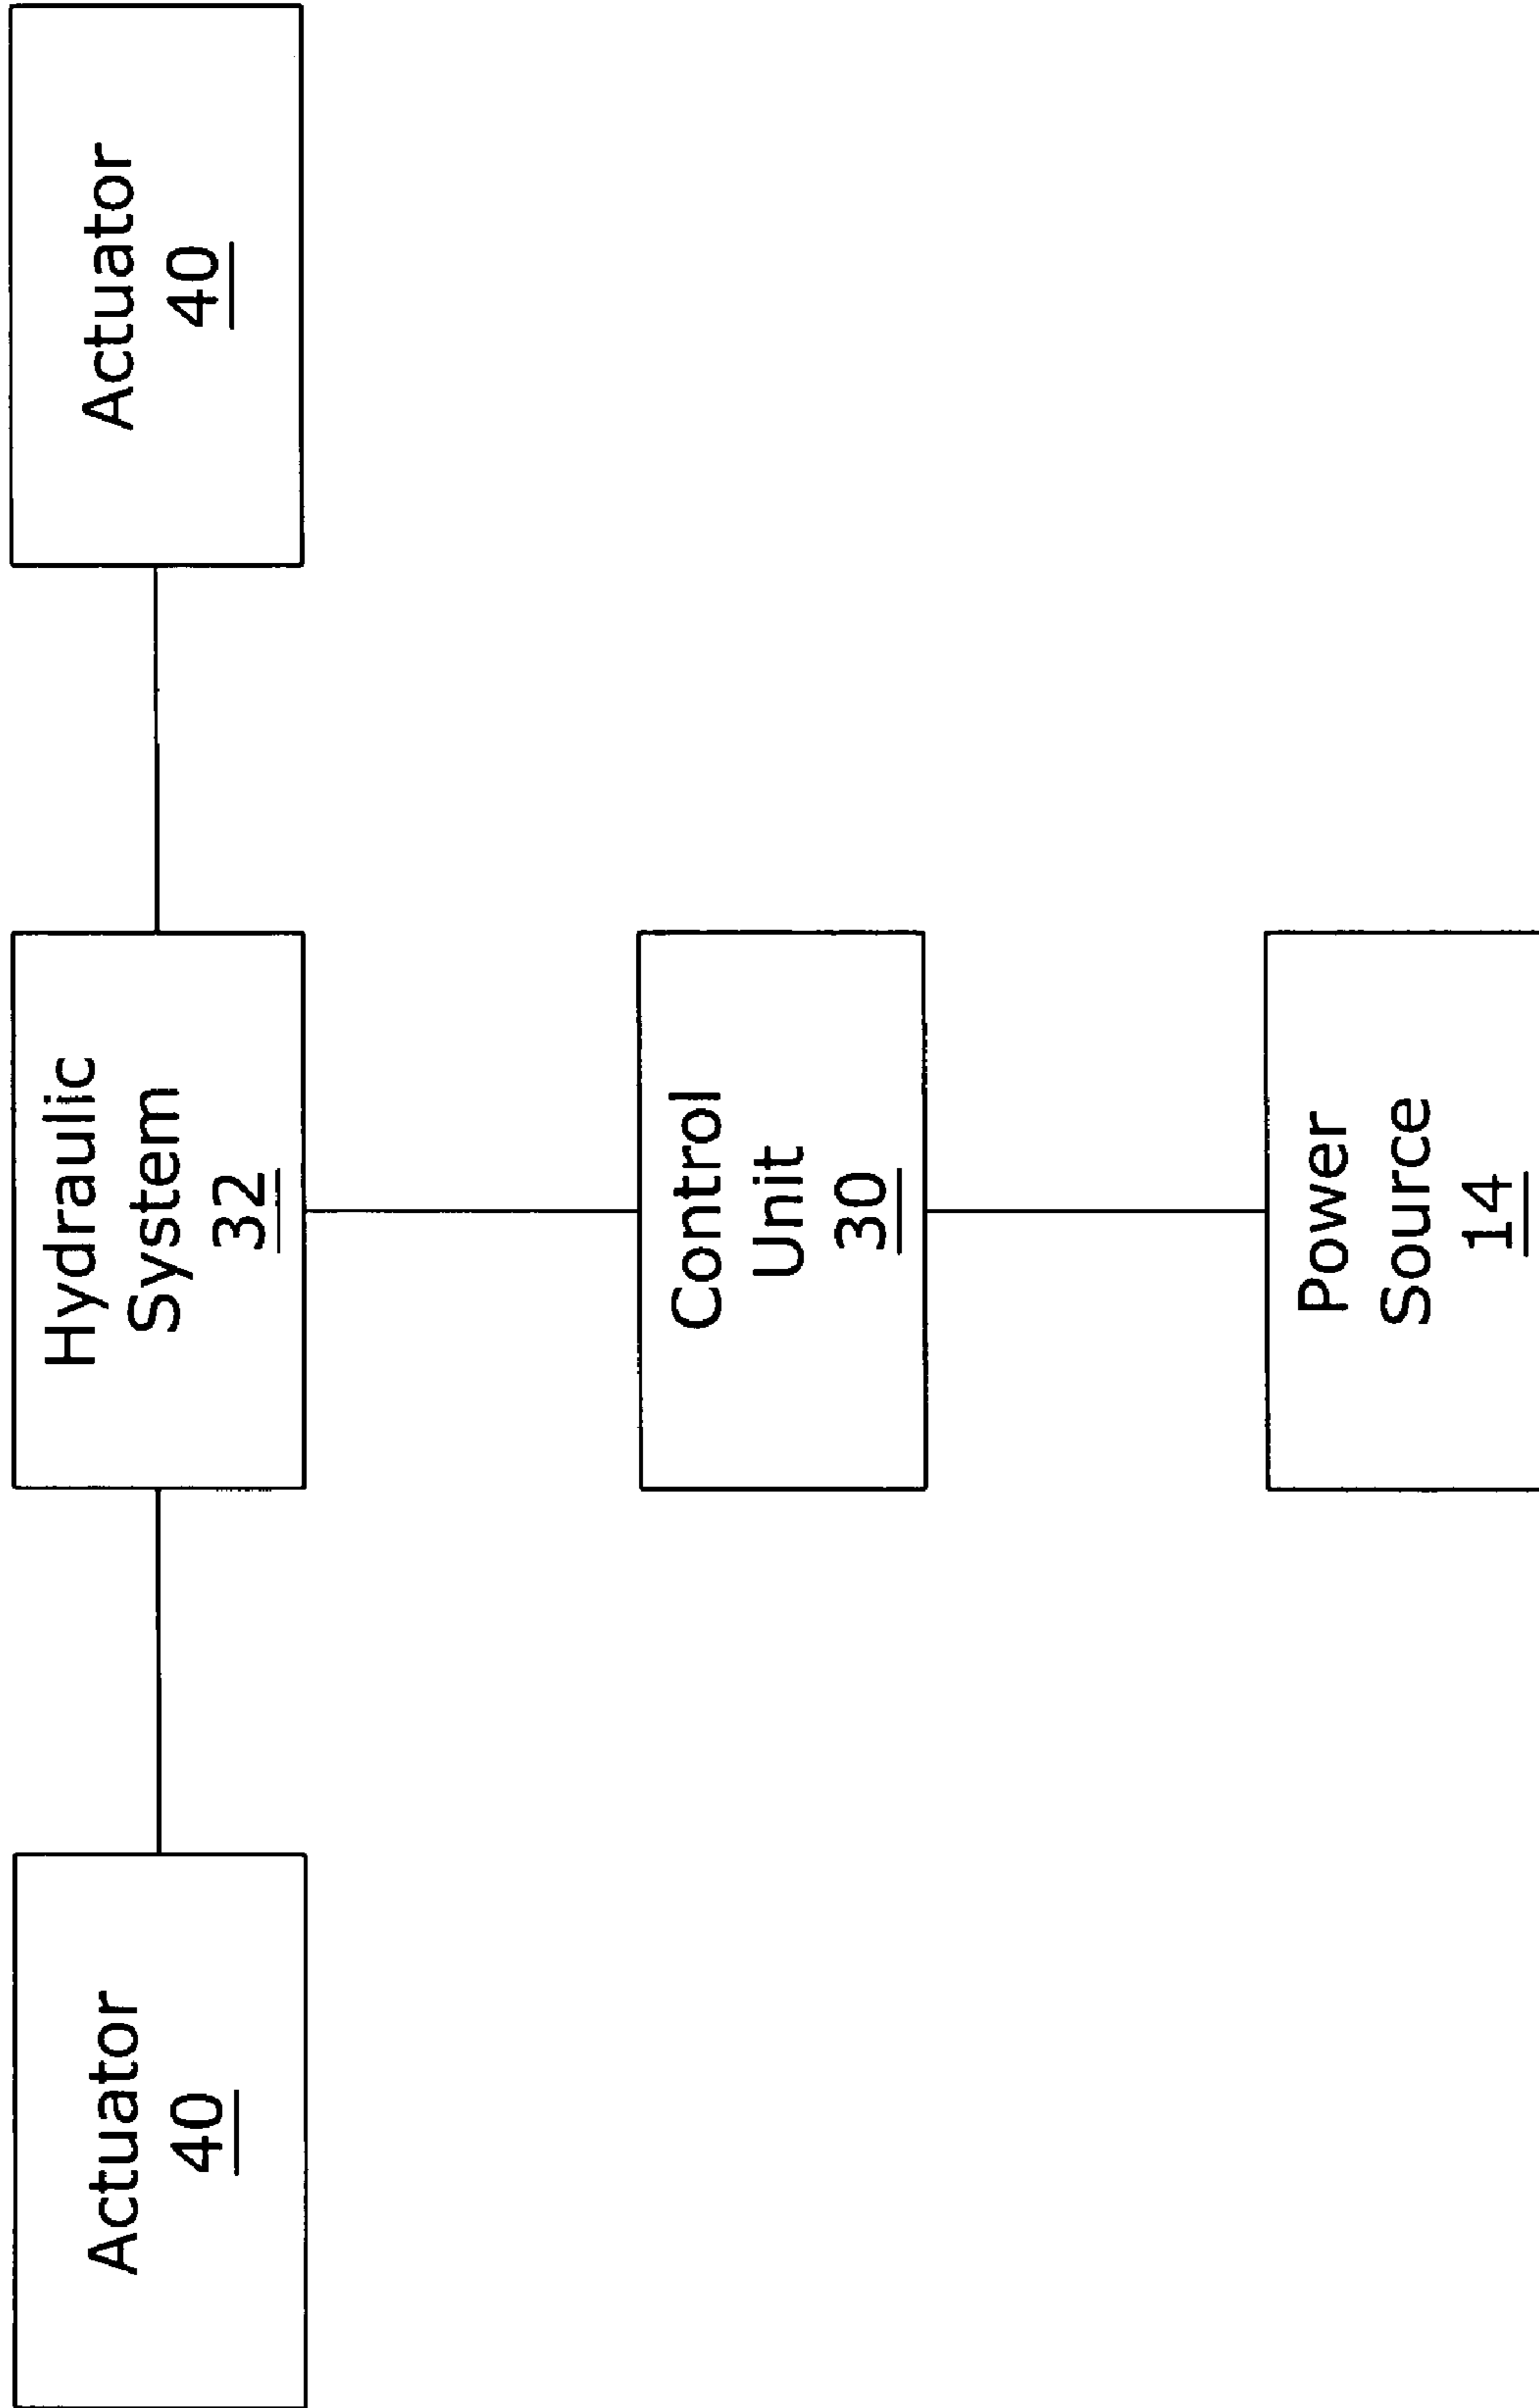 Actuator
40
Hydraulic
System
32
Actuator
40
Control
Unit
30
Power
Source
14